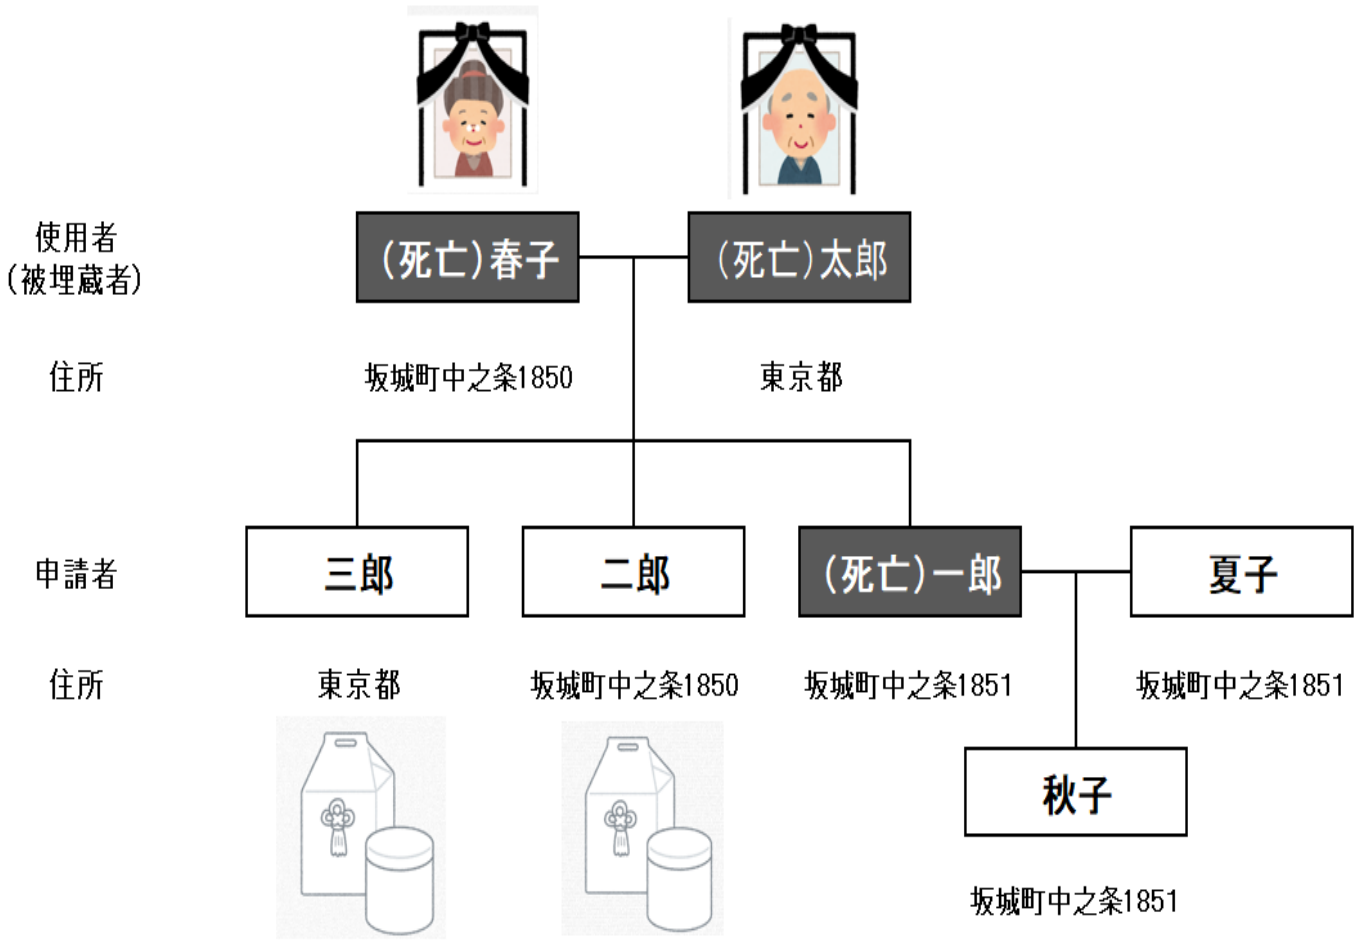 使用者
(被埋蔵者)
(死亡)春子
(死亡)太郎
住所
坂城町中之条1850
東京都
申請者
三郎
二郎
(死亡)一郎
夏子
住所
東京都
坂城町中之条1850
坂城町中之条1851
坂城町中之条1851
秋子
坂城町中之条1851